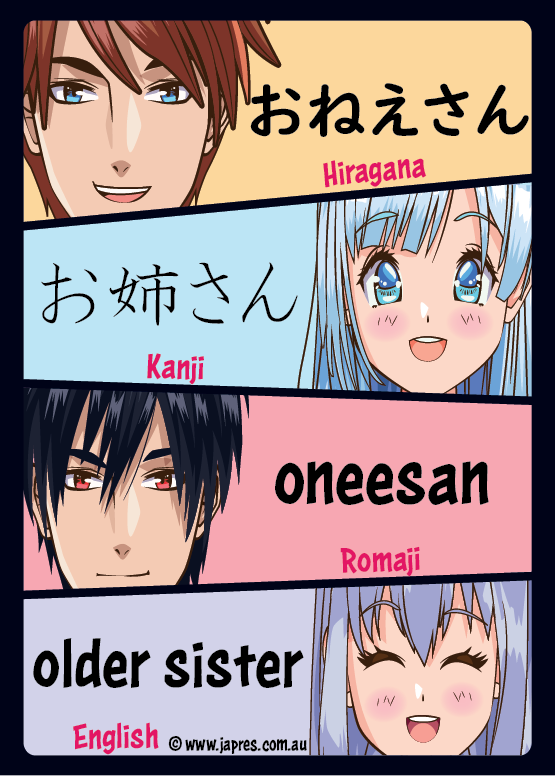 おねえさん
Hiragana
お姉さん
Kanji
oneesan
Romaji
older sister
English
© www.japres.com.au